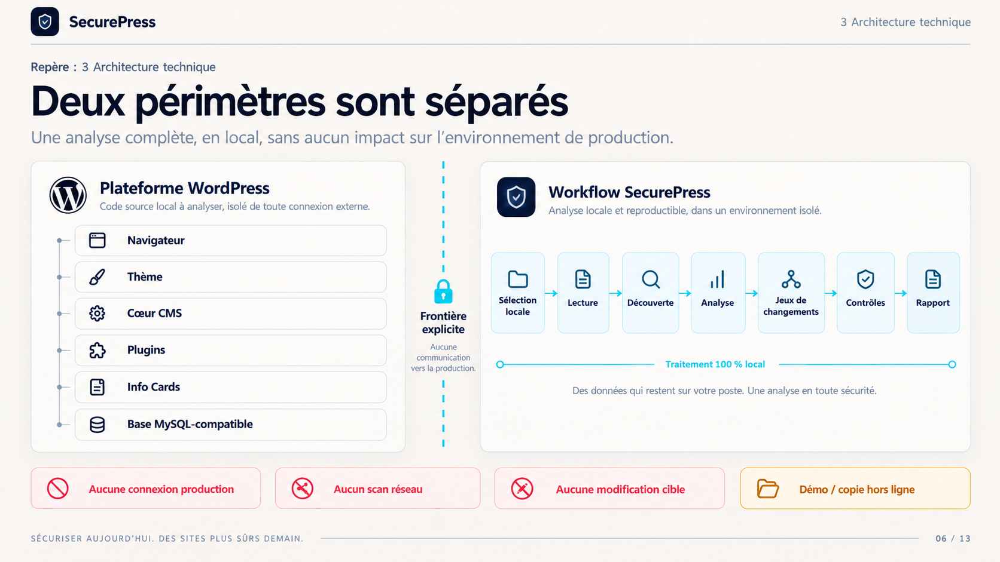 SecurePress
3 Architecture technique
Repère : 3 Architecture technique
Deux périmètres sont séparés
Une analyse complète, en local, sans aucun impact sur l’environnement de production.
Plateforme WordPress
Code source local à analyser, isolé de toute connexion externe.
Navigateur
Thème
Cœur CMS
Plugins
Info Cards
Base MySQL-compatible
Frontière
explicite
Aucune
communication
vers la production.
Workflow SecurePress
Analyse locale et reproductible, dans un environnement isolé.
Sélection
locale
Lecture
Découverte
Analyse
Jeux de
changements
Contrôles
Rapport
Traitement 100 % local
Des données qui restent sur votre poste. Une analyse en toute sécurité.
Aucune connexion production
Aucun scan réseau
Aucune modification cible
Démo / copie hors ligne
SÉCURISER AUJOURD’HUI. DES SITES PLUS SÛRS DEMAIN.
06 / 13